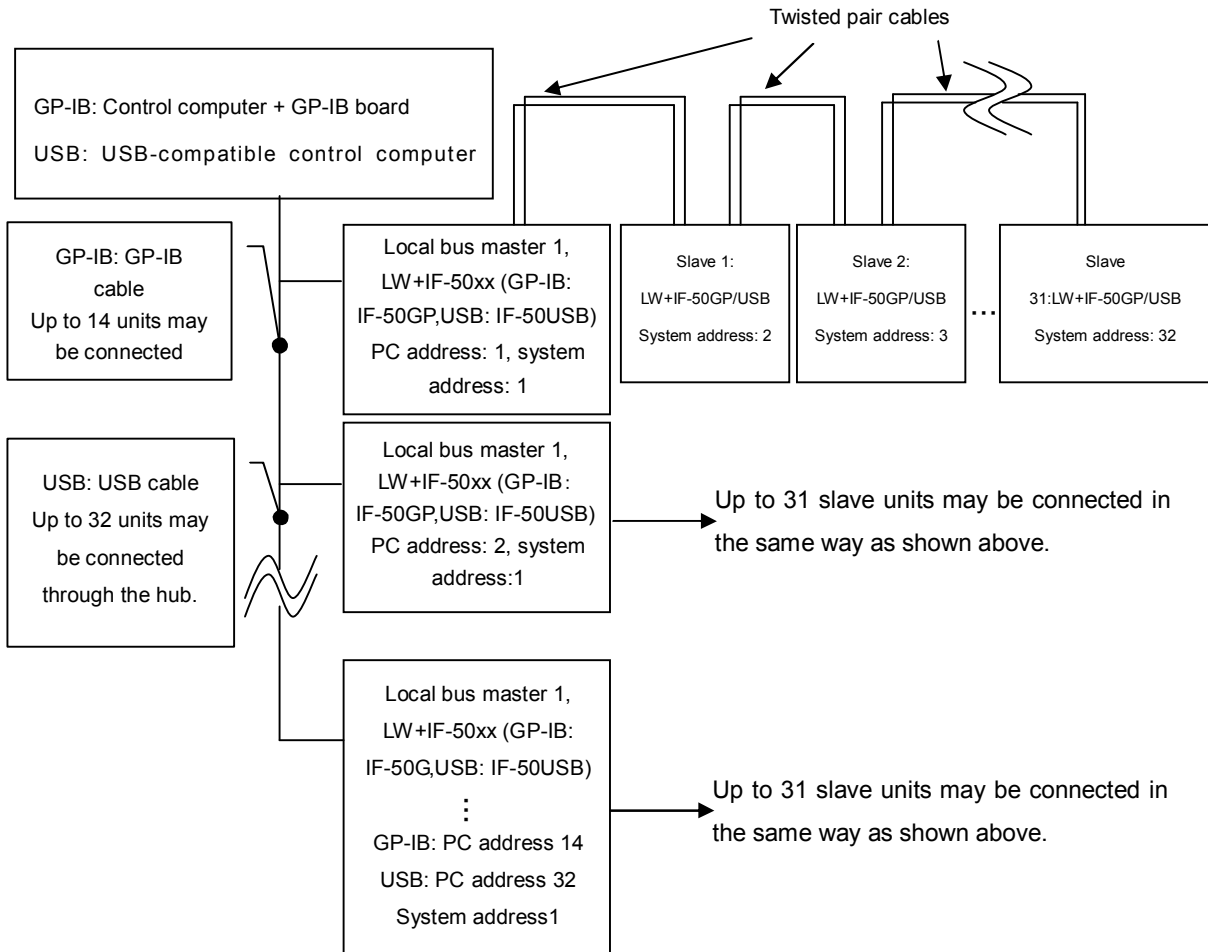 Twisted pair cables
GP-IB: Control computer + GP-IB board
USB: USB-compatible control computer
GP-IB: GP-IB
cable
Up to 14 units may
be connected
Local bus master 1,
LW+IF-50xx (GP-IB:
IF-50GP,USB: IF-50USB)
PC address: 1, system
address: 1
Slave 1:
LW+IF-50GP/USB
System address: 2
Slave 2:
LW+IF-50GP/USB
System address: 3
...
Slave
31:LW+IF-50GP/USB
System address: 32
USB: USB cable
Up to 32 units may
be connected
through the hub.
Local bus master 1,
LW+IF-50xx (GP-IB:
IF-50GP,USB: IF-50USB)
PC address: 2, system
address:1
Up to 31 slave units may be connected in
the same way as shown above.
Local bus master 1,
LW+IF-50xx (GP-IB:
IF-50G,USB: IF-50USB)
⋮
GP-IB: PC address 14
USB: PC address 32
System address1
Up to 31 slave units may be connected in
the same way as shown above.